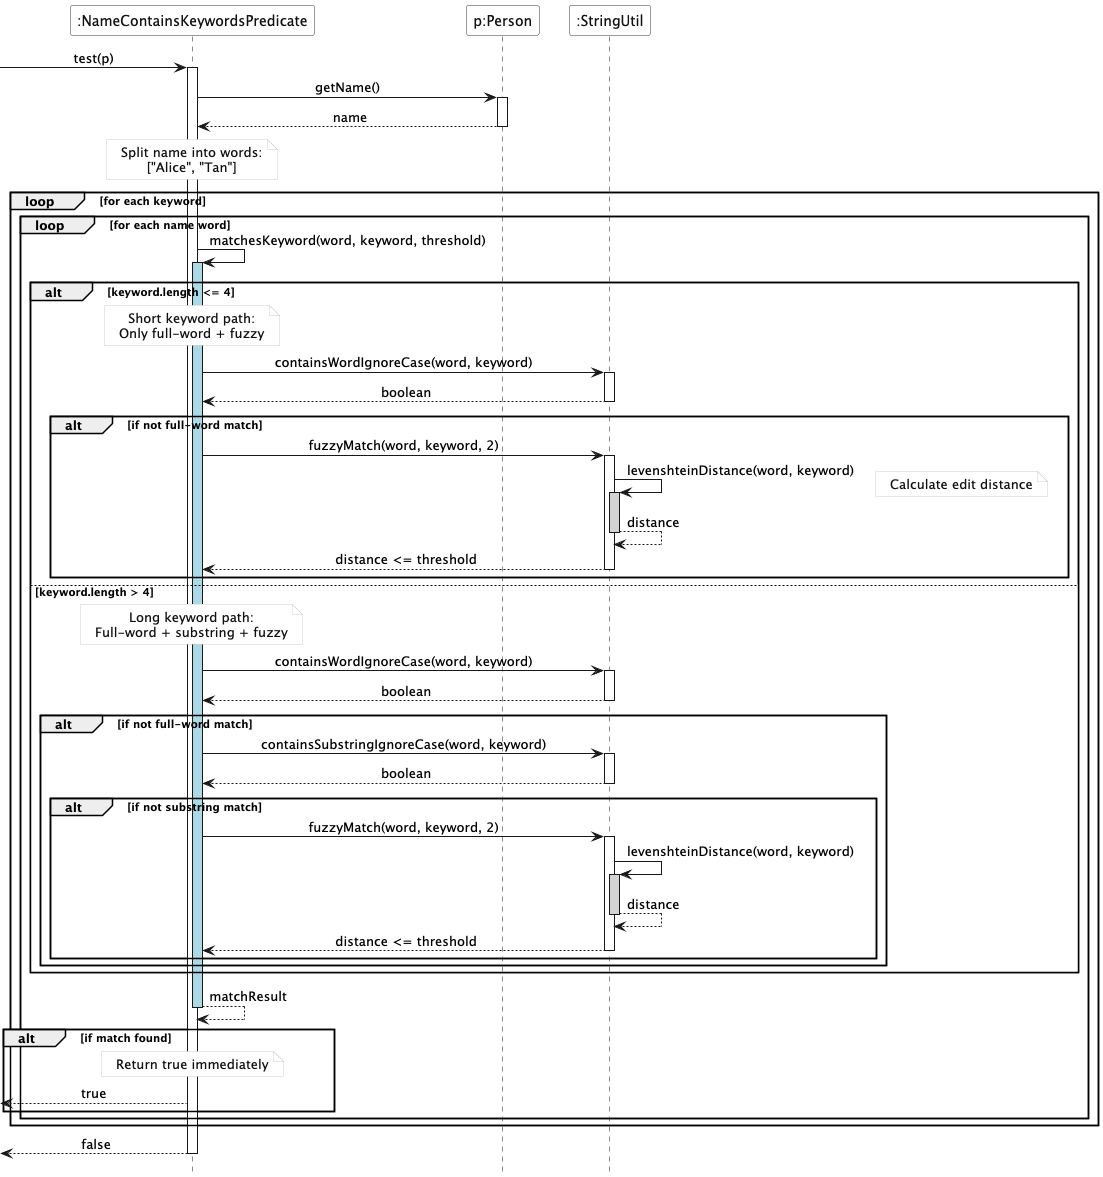 :NameContainsKeywordsPredicate
p:Person
:StringUtil
test(p)
getName()
name
Split name into words:
["Alice", "Tan"]
loop [for each keyword]
loop [for each name word]
matchesKeyword(word, keyword, threshold)
alt [keyword.length <= 4]
Short keyword path:
Only full-word + fuzzy
containsWordIgnoreCase(word, keyword)
boolean
alt [if not full-word match]
fuzzyMatch(word, keyword, 2)
levenshteinDistance(word, keyword)
Calculate edit distance
distance
distance <= threshold
[keyword.length > 4]
Long keyword path:
Full-word + substring + fuzzy
containsWordIgnoreCase(word, keyword)
boolean
alt [if not full-word match]
containsSubstringIgnoreCase(word, keyword)
boolean
alt [if not substring match]
fuzzyMatch(word, keyword, 2)
levenshteinDistance(word, keyword)
distance
distance <= threshold
matchResult
alt [if match found]
Return true immediately
true
false